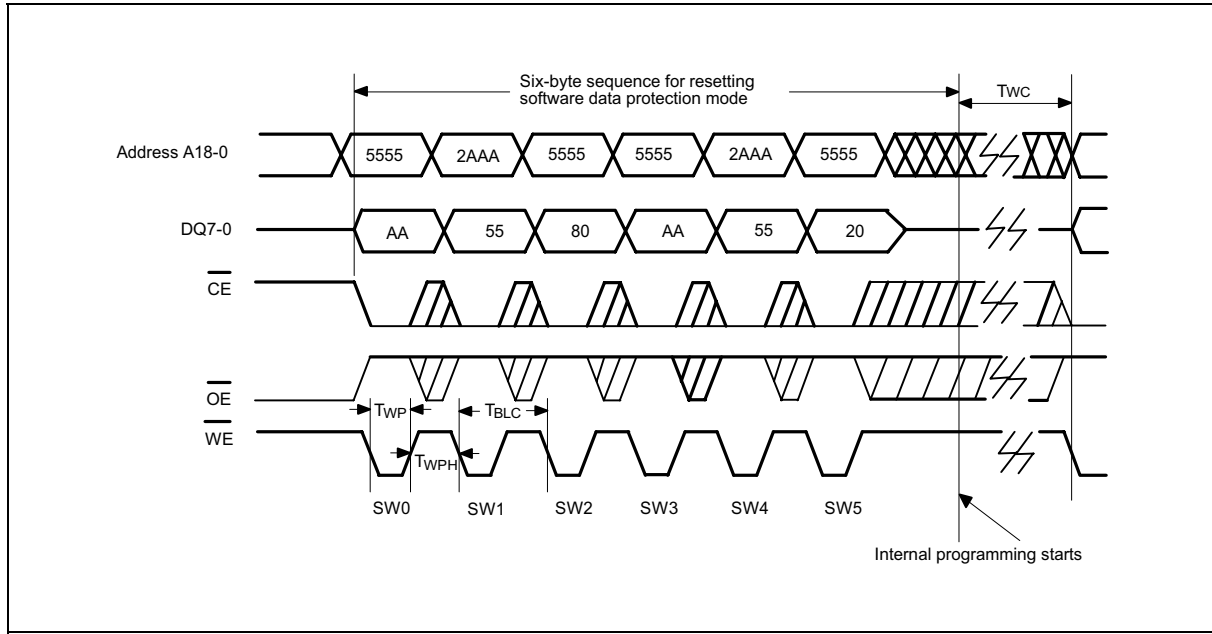 Six-byte sequence for resetting
software data protection mode
TWC
Address A18-0
5555 2AAA 5555 5555 2AAA 5555
DQ7-0
AA 55 80 AA 55 20
CE
OE
TWP TBLC
WE
TWPH
SW0 SW1 SW2 SW3 SW4 SW5
Internal programming starts